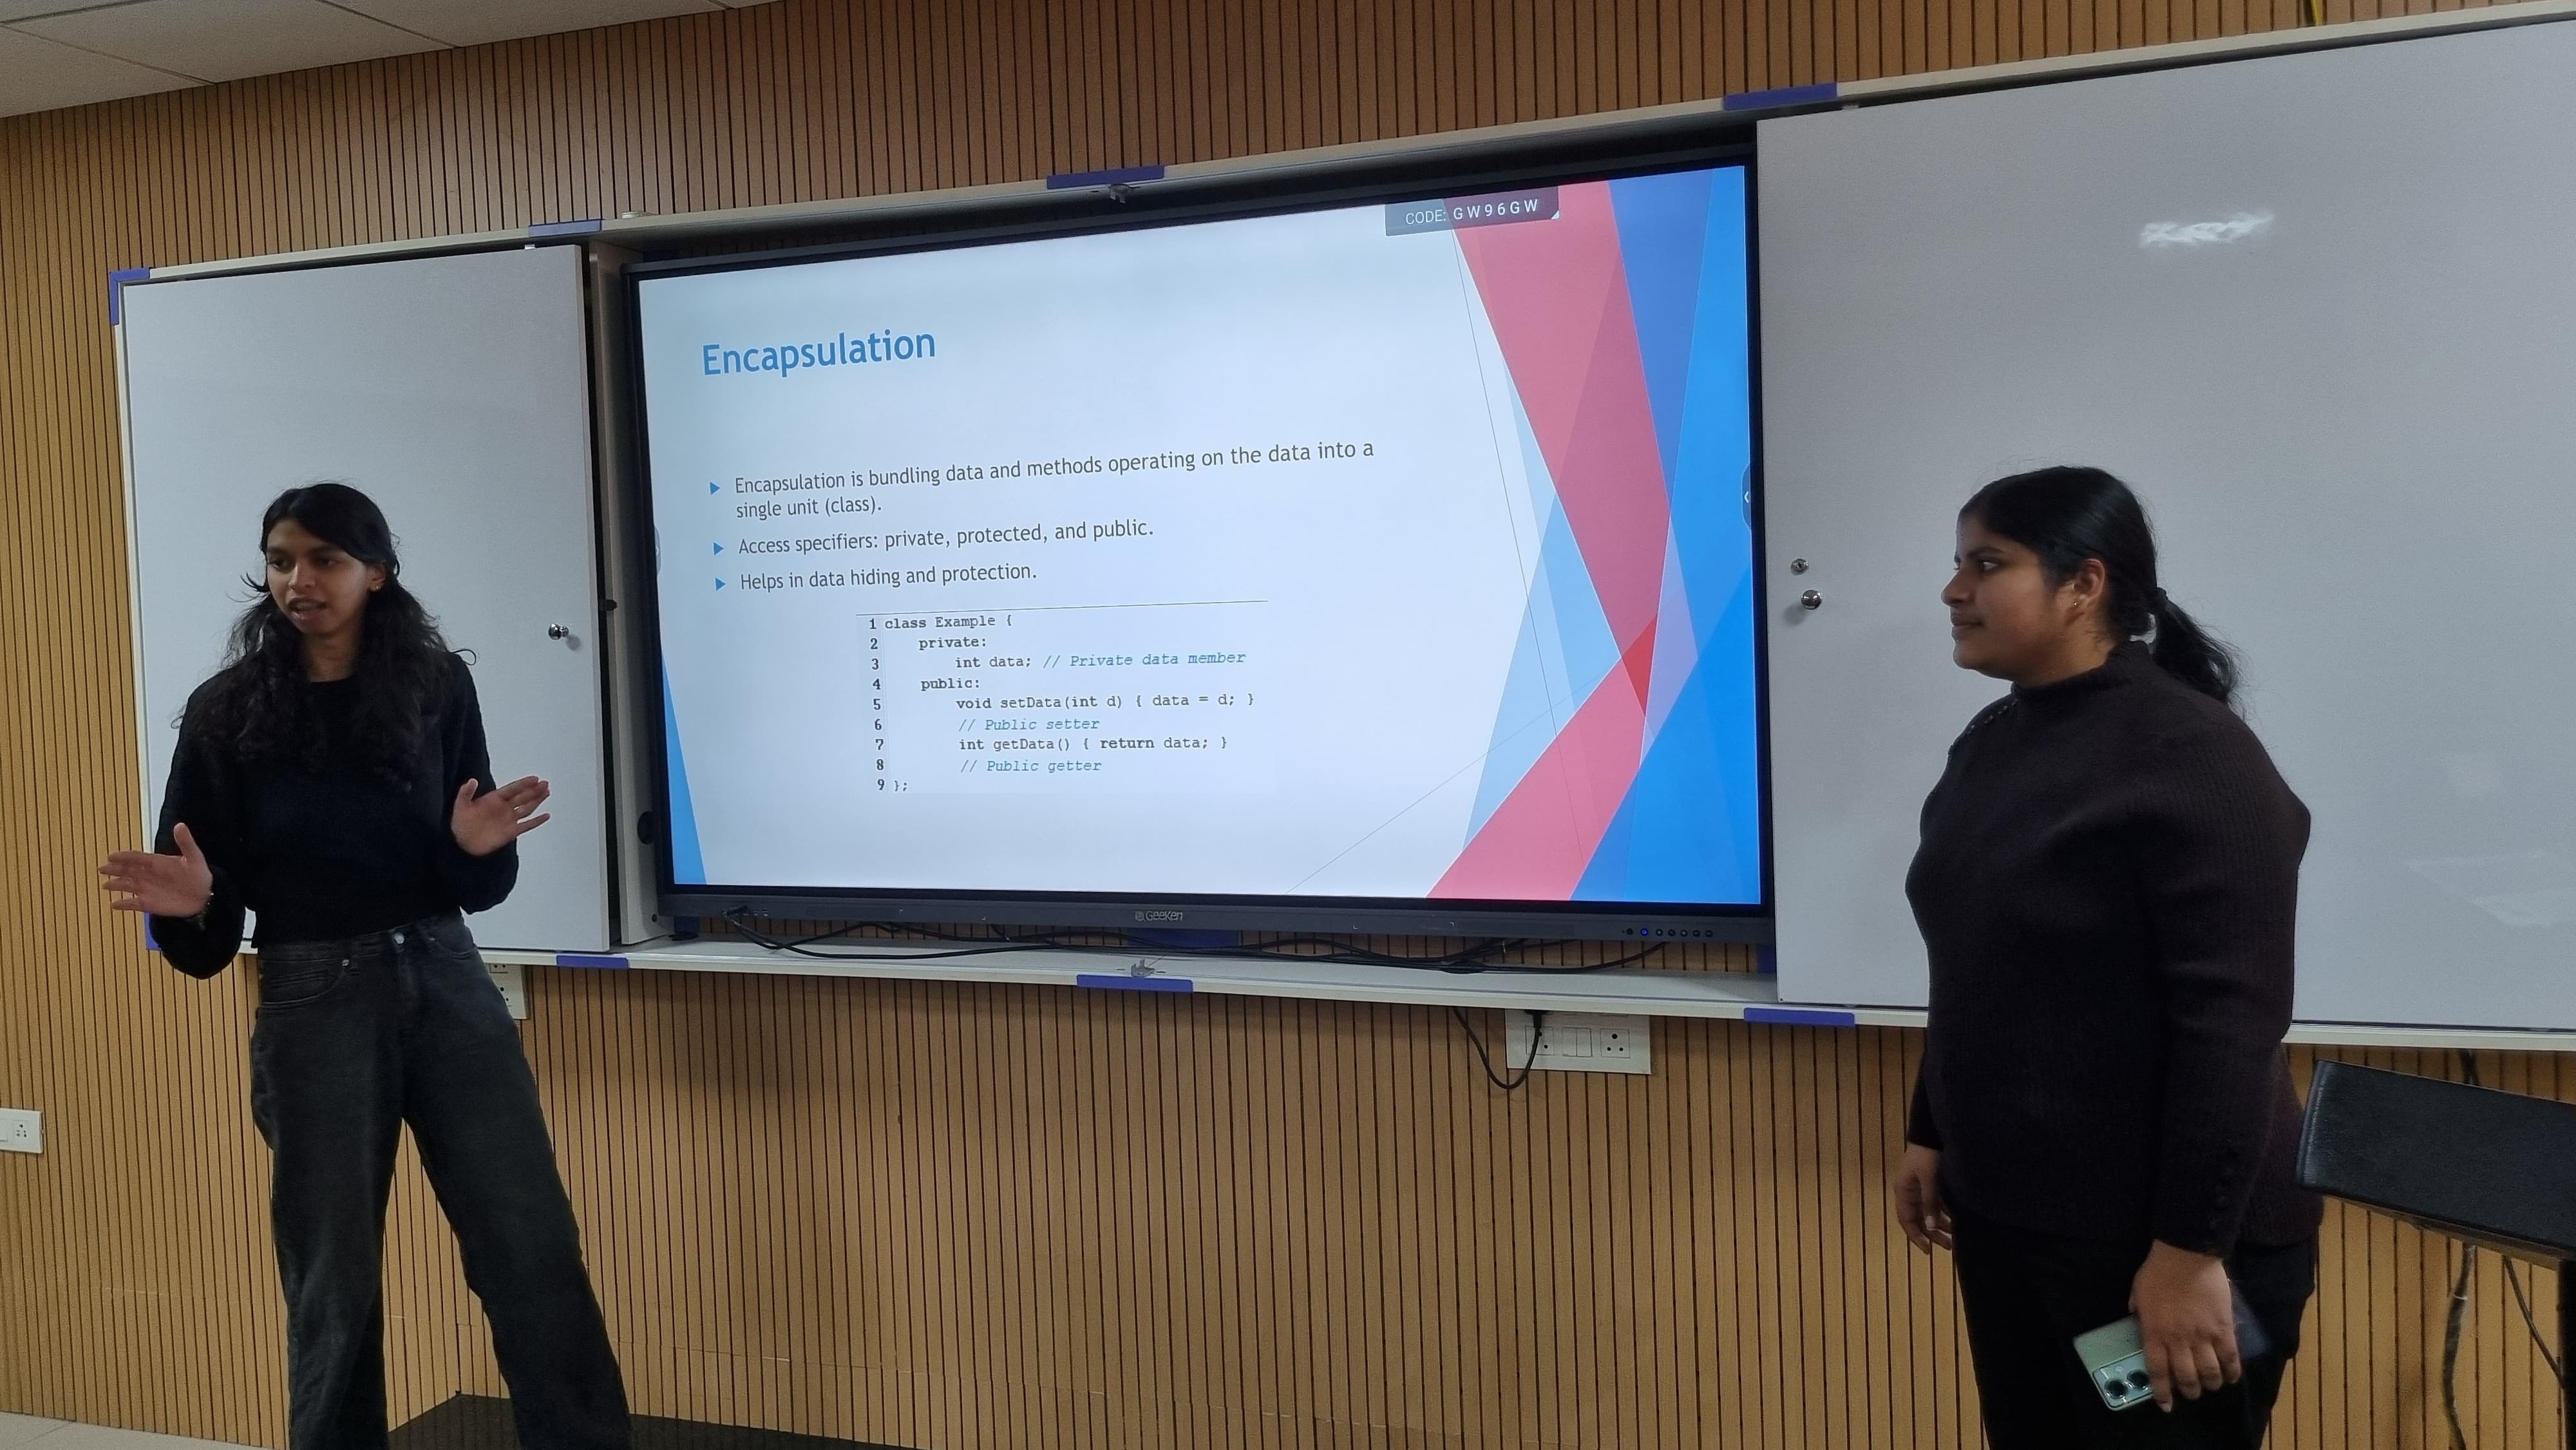 CODE: GW96GW
Encapsulation
Encapsulation is bundling data and methods operating on the data into a
single unit (class).
Access specifiers: private, protected, and public.
Helps in data hiding and protection.
1 class Example {
2 private:
3 int data; // Private data member
4 public:
5 void setData(int d) { data = d; }
6 // Public setter
7 int getData() { return data; }
8 // Public getter
9 };
GeeKen